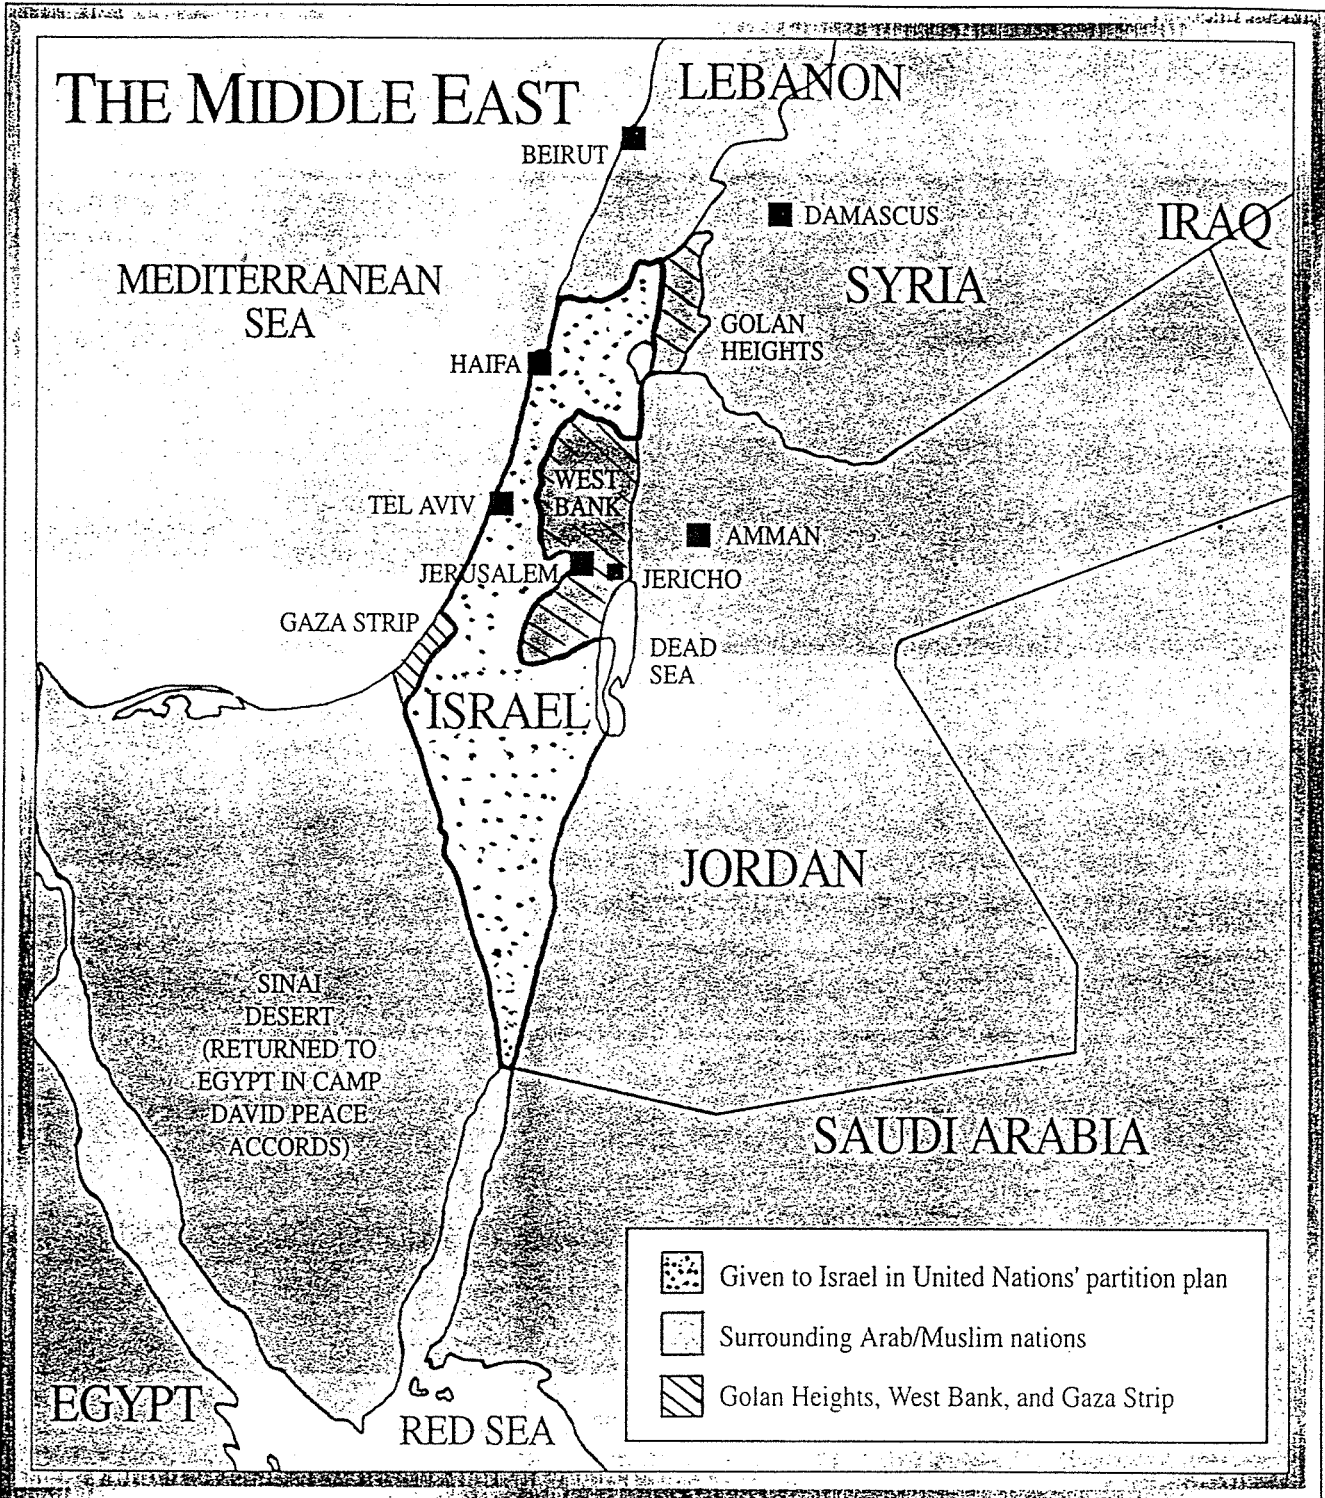 THE MIDDLE EAST
LEBANON
BEIRUT
DAMASCUS
IRAQ
MEDITERRANEAN
SEA
SYRIA
GOLAN
HEIGHTS
HAIFA
WEST
BANK
TEL AVIV
AMMAN
JERUSALEM
JERICHO
GAZA STRIP
DEAD
SEA
ISRAEL
JORDAN
SINAI
DESERT
(RETURNED TO
EGYPT IN CAMP
DAVID PEACE
ACCORDS)
SAUDI ARABIA
Given to Israel in United Nations' partition plan
Surrounding Arab/Muslim nations
Golan Heights, West Bank, and Gaza Strip
EGYPT
RED SEA